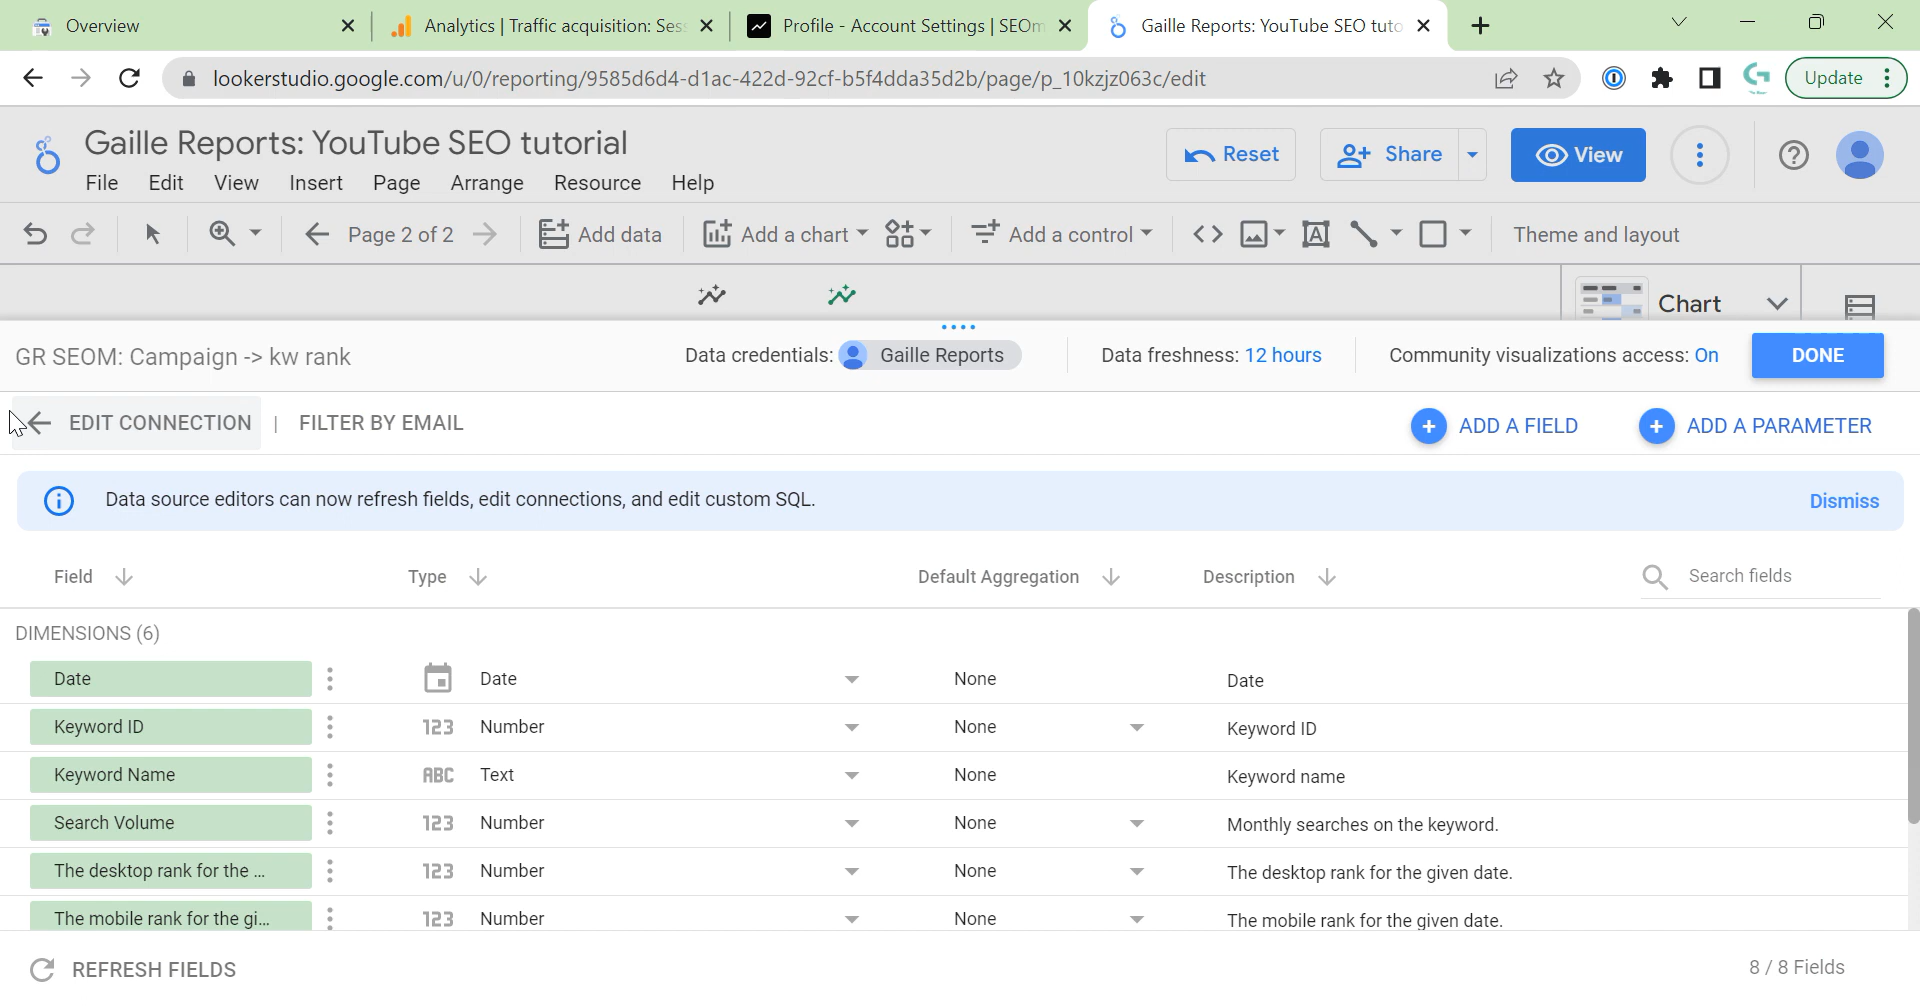 Overview
Analytics | Traffic acquisition: Ses
Profile - Account Settings | SEOm
Gaille Reports: YouTube SEO tuto
lookerstudio.google.com/u/0/reporting/9585d6d4-d1ac-422d-92cf-b5f4dda35d2b/page/p_10kzjz063c/edit
Update
Gaille Reports: YouTube SEO tutorial
Reset
Share
View
File Edit View Insert Page Arrange Resource Help
Page 2 of 2
Add data
Add a chart
Add a control
Theme and layout
Chart
GR SEOM: Campaign -> kw rank
Data credentials: Gaille Reports
Data freshness: 12 hours
Community visualizations access: On
DONE
EDIT CONNECTION | FILTER BY EMAIL
ADD A FIELD
ADD A PARAMETER
Data source editors can now refresh fields, edit connections, and edit custom SQL.
Dismiss
Field Type Default Aggregation Description Search fields
DIMENSIONS (6)
Date Date None Date
Keyword ID 123 Number None Keyword ID
Keyword Name ABC Text None Keyword name
Search Volume 123 Number None Monthly searches on the keyword.
The desktop rank for the ... 123 Number None The desktop rank for the given date.
The mobile rank for the gi... 123 Number None The mobile rank for the given date.
REFRESH FIELDS
8 / 8 Fields